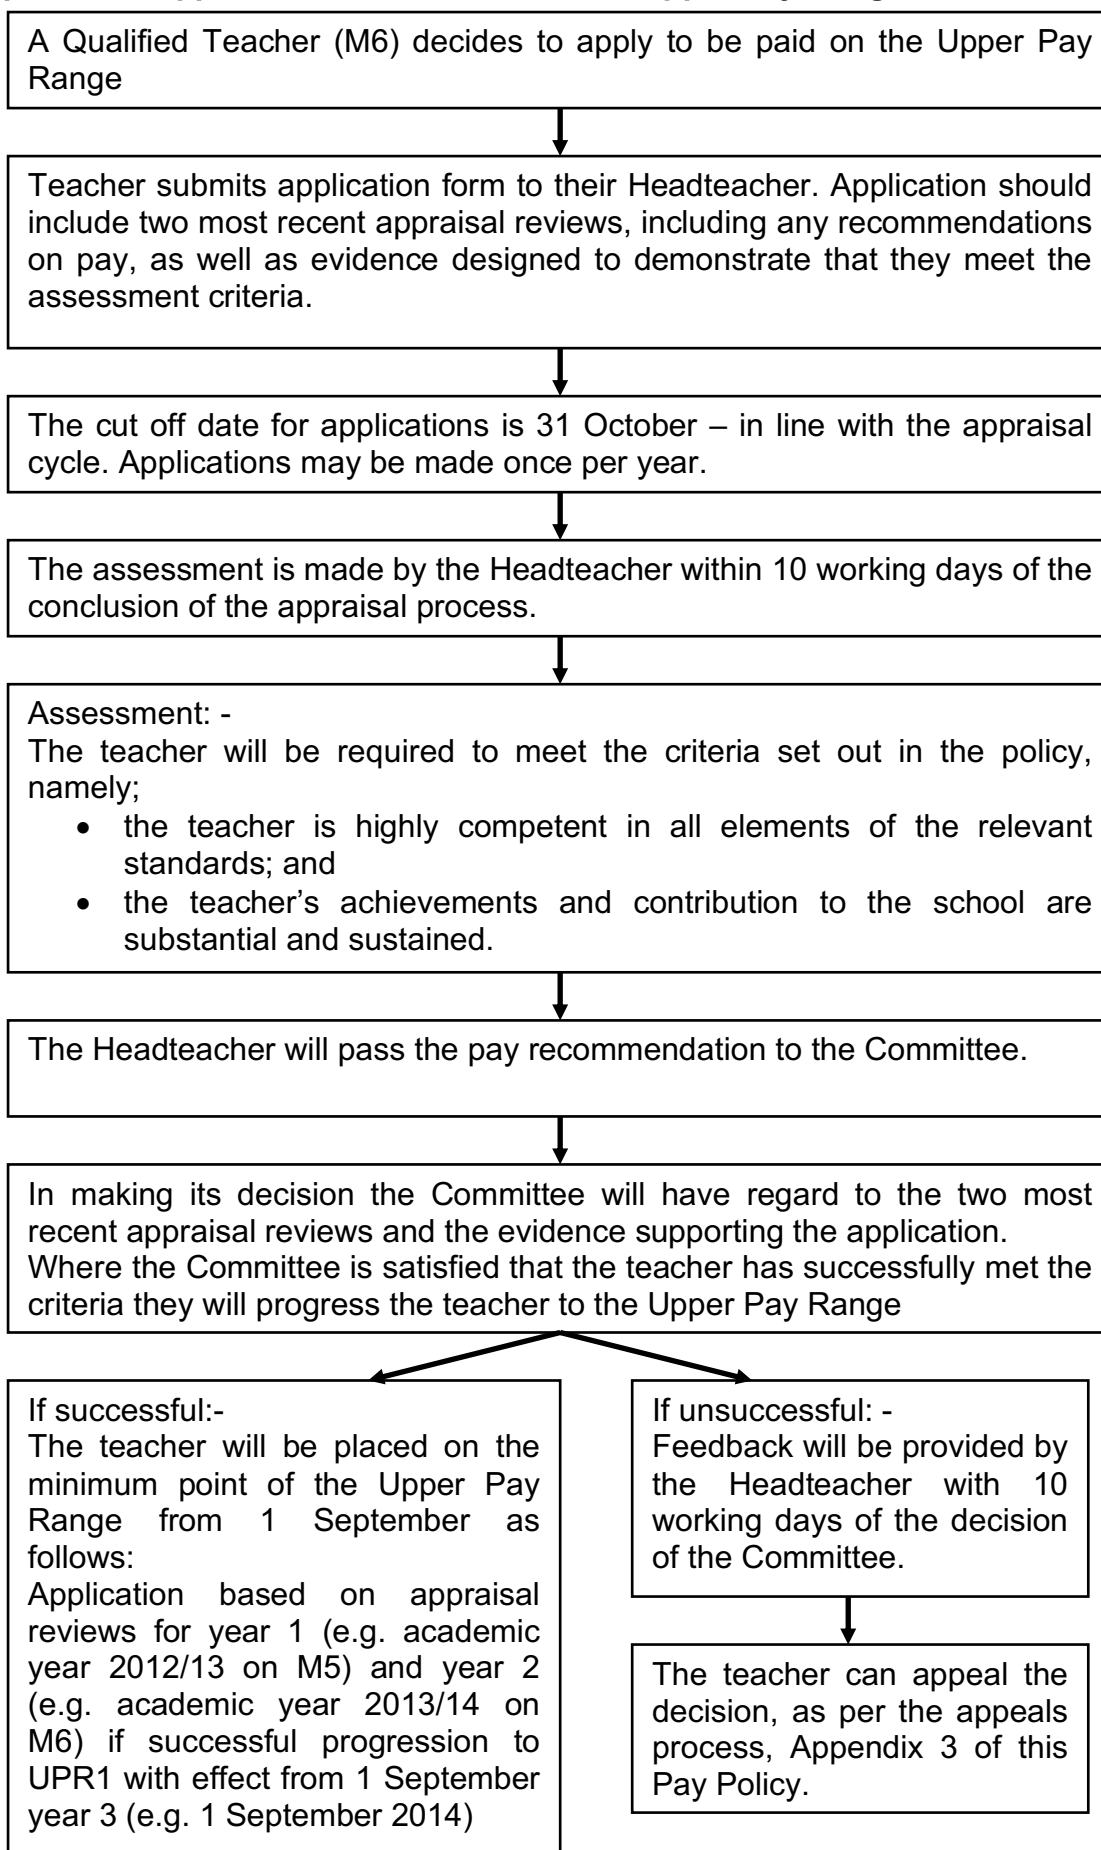 A Qualified Teacher (M6) decides to apply to be paid on the Upper Pay
Range
Teacher submits application form to their Headteacher. Application should
include two most recent appraisal reviews, including any recommendations
on pay, as well as evidence designed to demonstrate that they meet the
assessment criteria.
The cut off date for applications is 31 October – in line with the appraisal
cycle. Applications may be made once per year.
The assessment is made by the Headteacher within 10 working days of the
conclusion of the appraisal process.
Assessment: -
The teacher will be required to meet the criteria set out in the policy,
namely;
• the teacher is highly competent in all elements of the relevant
standards; and
• the teacher’s achievements and contribution to the school are
substantial and sustained.
The Headteacher will pass the pay recommendation to the Committee.
In making its decision the Committee will have regard to the two most
recent appraisal reviews and the evidence supporting the application.
Where the Committee is satisfied that the teacher has successfully met the
criteria they will progress the teacher to the Upper Pay Range
If successful:-
The teacher will be placed on the
minimum point of the Upper Pay
Range from 1 September as
follows:
Application based on appraisal
reviews for year 1 (e.g. academic
year 2012/13 on M5) and year 2
(e.g. academic year 2013/14 on
M6) if successful progression to
UPR1 with effect from 1 September
year 3 (e.g. 1 September 2014)
If unsuccessful: -
Feedback will be provided by
the Headteacher with 10
working days of the decision
of the Committee.
The teacher can appeal the
decision, as per the appeals
process, Appendix 3 of this
Pay Policy.